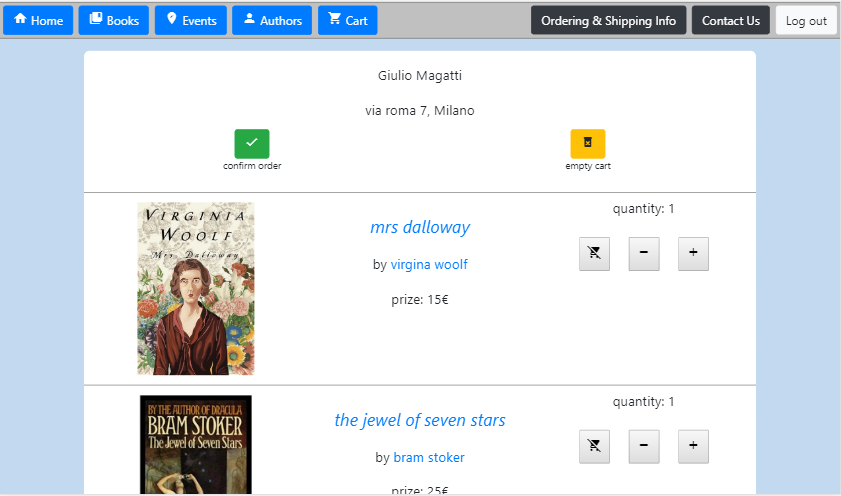 Home Books Events Authors Cart Ordering & Shipping Info Contact Us Log out
Giulio Magatti
via roma 7, Milano
confirm order
empty cart
VIRGINIA
WOOLF
Mrs. Dalloway
mrs dalloway
by virgina woolf
prize: 15€
quantity: 1
BY THE AUTHOR OF DRACULA
BRAM STOKER
The Jewel of Seven Stars
the jewel of seven stars
by bram stoker
prize: 25€
quantity: 1